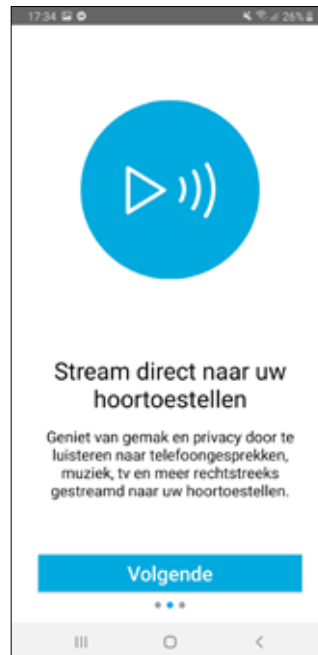 17:34 26%
Stream direct naar uw
hoortoestellen
Geniet van gemak en privacy door te
luisteren naar telefoongesprekken,
muziek, tv en meer rechtstreeks
gestreamd naar uw hoortoestellen.
Volgende